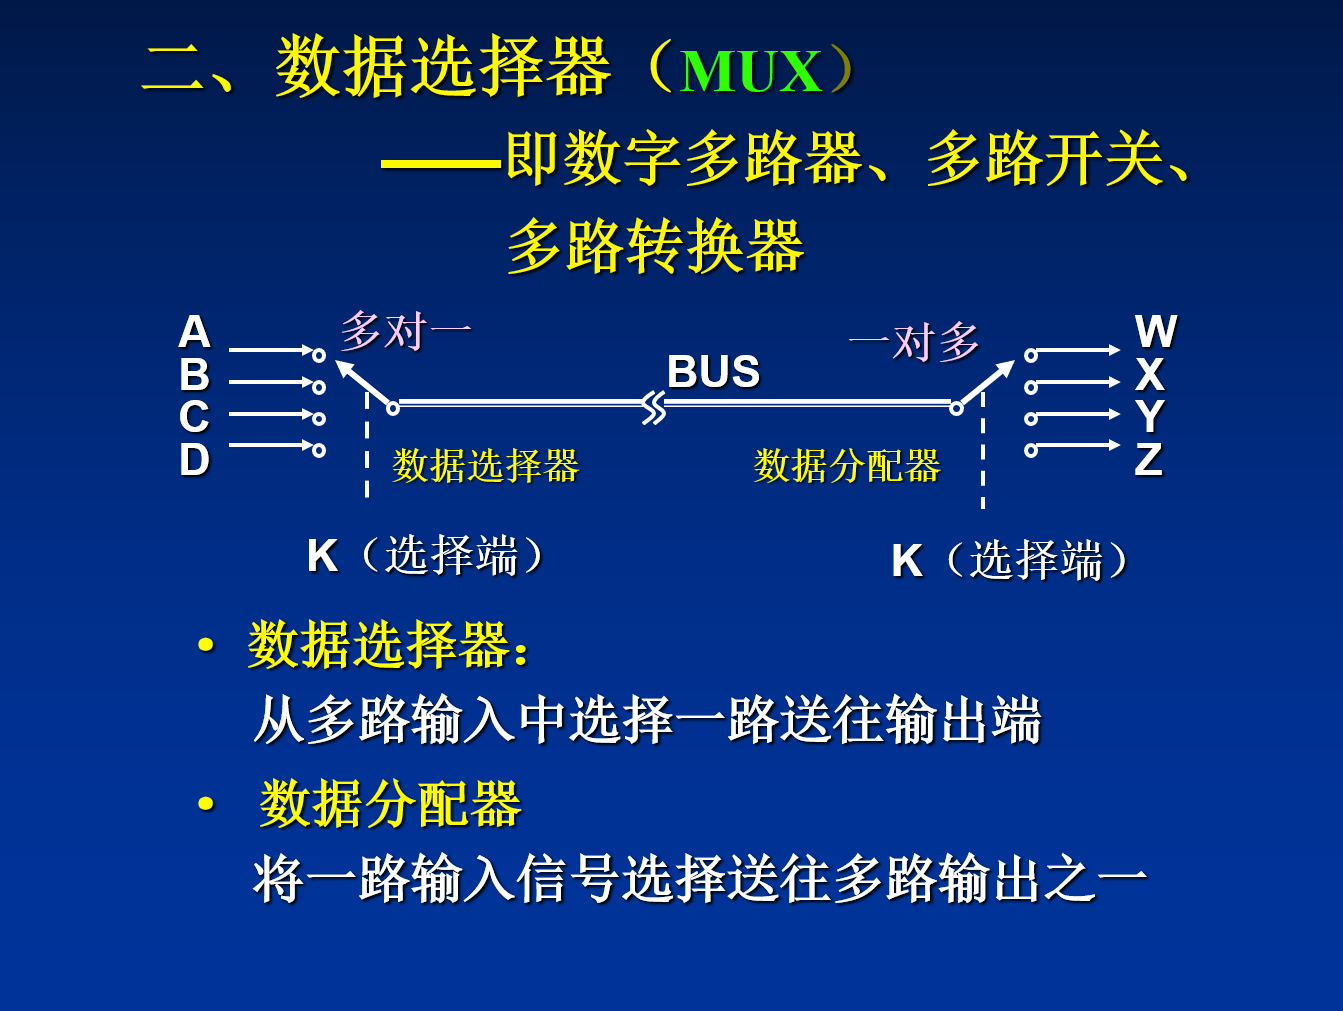 二、数据选择器（MUX）
——即数字多路器、多路开关、
多路转换器
A
B
C
D
多对一
BUS
一对多
W
X
Y
Z
数据选择器
数据分配器
K（选择端）
K（选择端）
• 数据选择器：
从多路输入中选择一路送往输出端
• 数据分配器
将一路输入信号选择送往多路输出之一